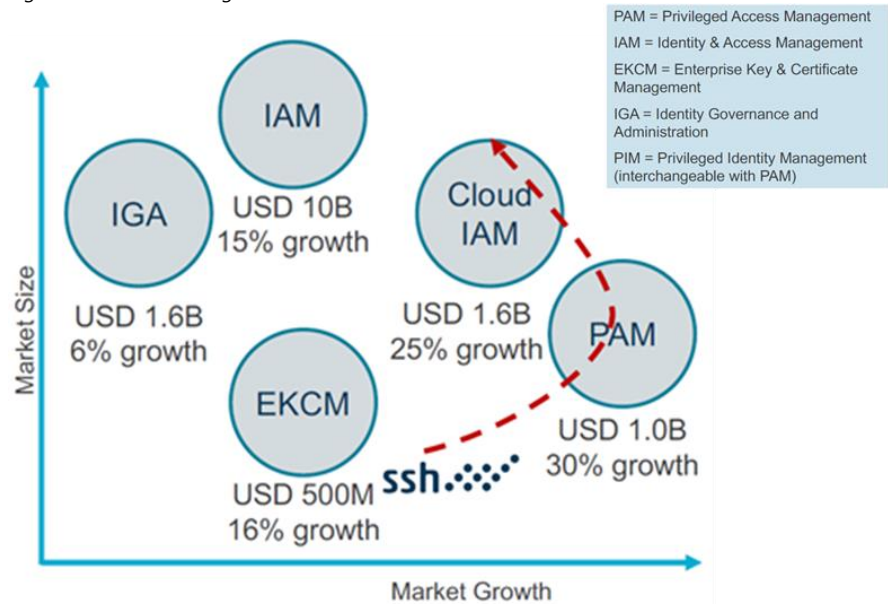 PAM = Privileged Access Management
IAM = Identity & Access Management
EKCM = Enterprise Key & Certificate
Management
IGA = Identity Governance and
Administration
PIM = Privileged Identity Management
(interchangeable with PAM)
IAM
USD 10B
15% growth
IGA
USD 1.6B
6% growth
Cloud
IAM
USD 1.6B
25% growth
PAM
USD 1.0B
30% growth
EKCM
USD 500M
16% growth
ssh
Market Size
Market Growth